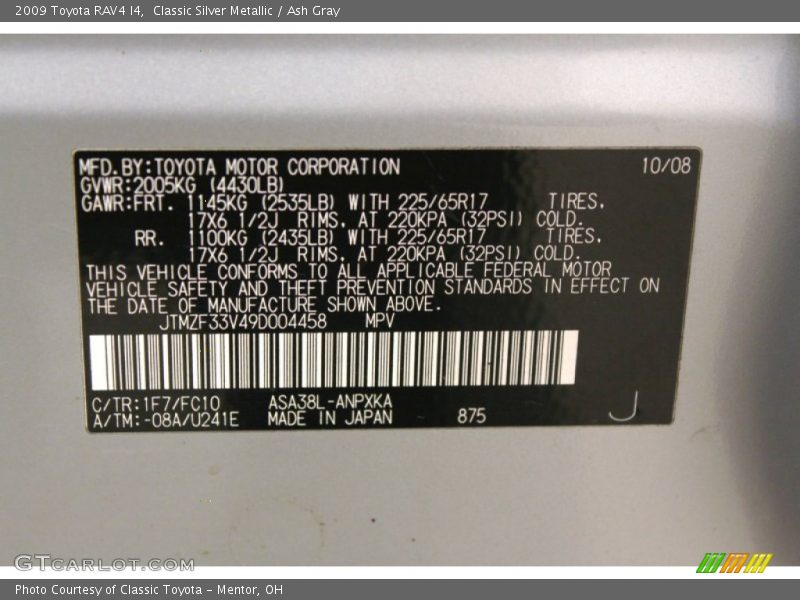 2009 Toyota RAV4 I4,  Classic Silver Metallic / Ash Gray
MFD.BY:TOYOTA MOTOR CORPORATION 10/08
GVWR:2005KG (4430LB)
GAWR:FRT. 1145KG (2535LB) WITH 225/65R17 TIRES,
17X6 1/2J RIMS, AT 220KPA (32PSI) COLD.
RR. 1100KG (2435LB) WITH 225/65R17 TIRES,
17X6 1/2J RIMS, AT 220KPA (32PSI) COLD.
THIS VEHICLE CONFORMS TO ALL APPLICABLE FEDERAL MOTOR
VEHICLE SAFETY AND THEFT PREVENTION STANDARDS IN EFFECT ON
THE DATE OF MANUFACTURE SHOWN ABOVE.
JTMZF33V49D004458 MPV
C/TR:1F7/FC10 ASA38L-ANPXKA
A/TM:-08A/U241E MADE IN JAPAN 875 J
GTCARLOT.COM
Photo Courtesy of Classic Toyota - Mentor, OH